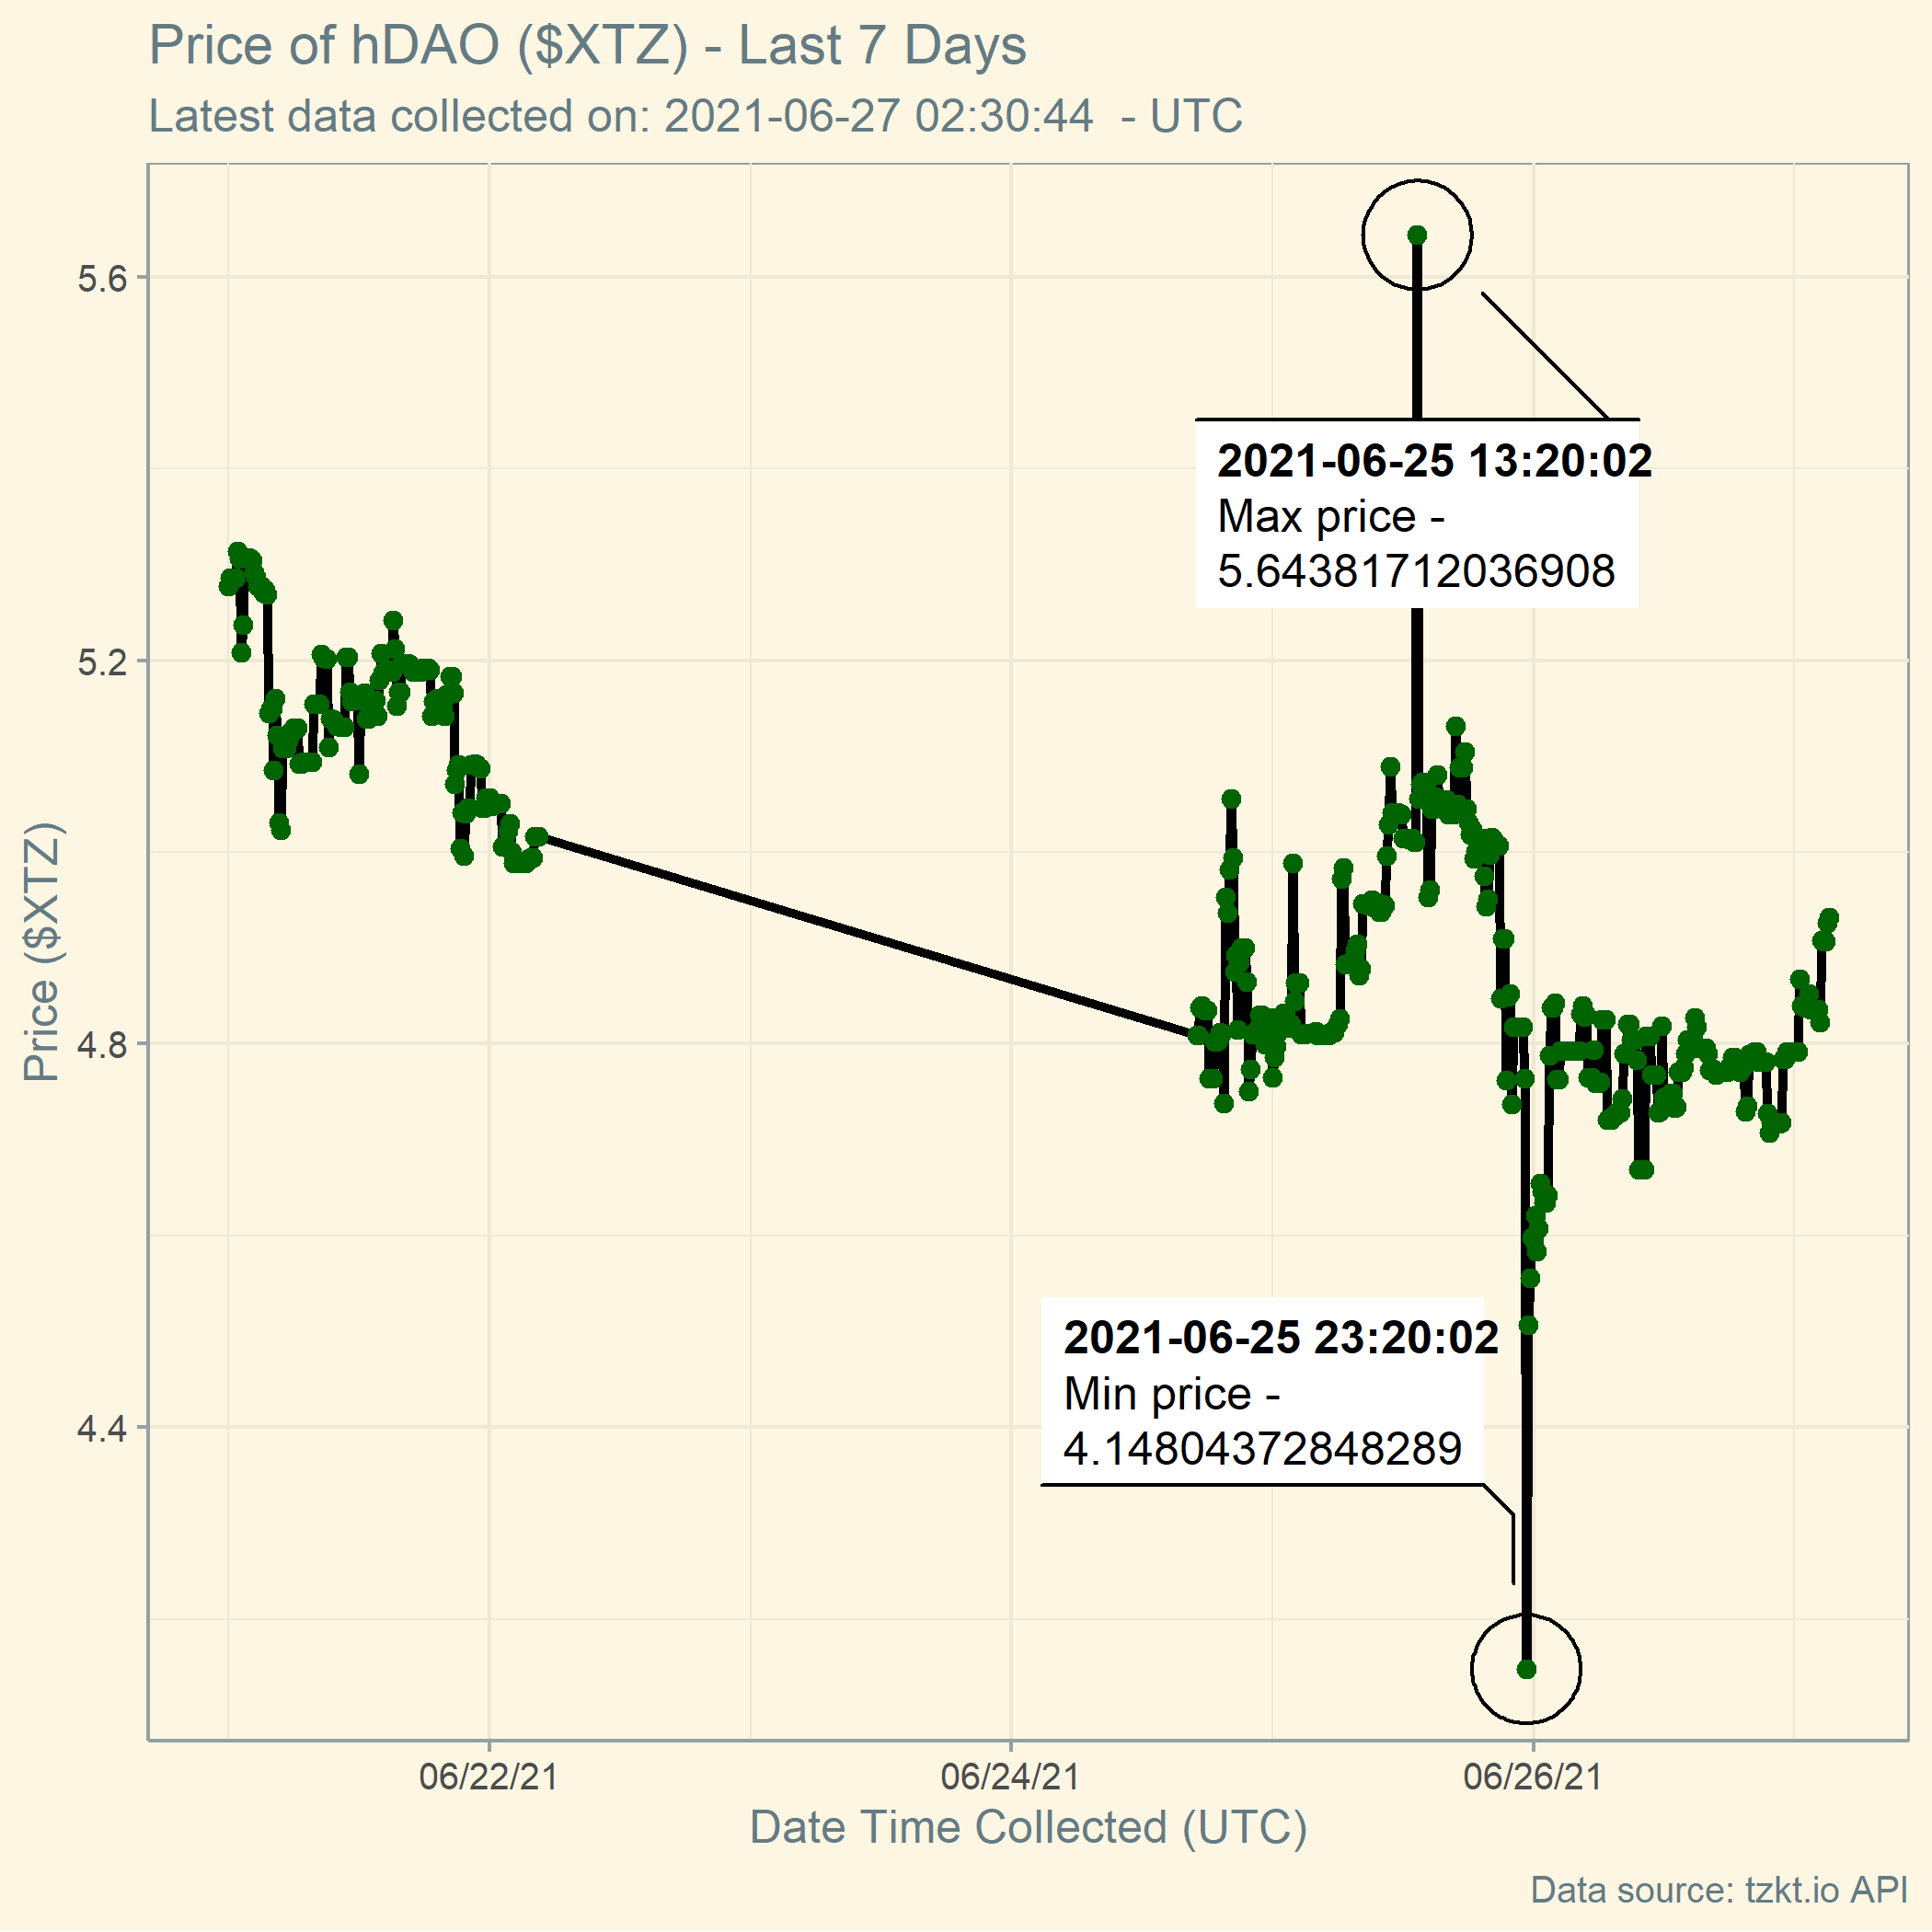 Price of hDAO ($XTZ) - Last 7 Days
Latest data collected on: 2021-06-27 02:30:44  - UTC
5.6
5.2
4.8
4.4
Price ($XTZ)
2021-06-25 13:20:02
Max price -
5.64381712036908
2021-06-25 23:20:02
Min price -
4.14804372848289
06/22/21
06/24/21
06/26/21
Date Time Collected (UTC)
Data source: tzkt.io API